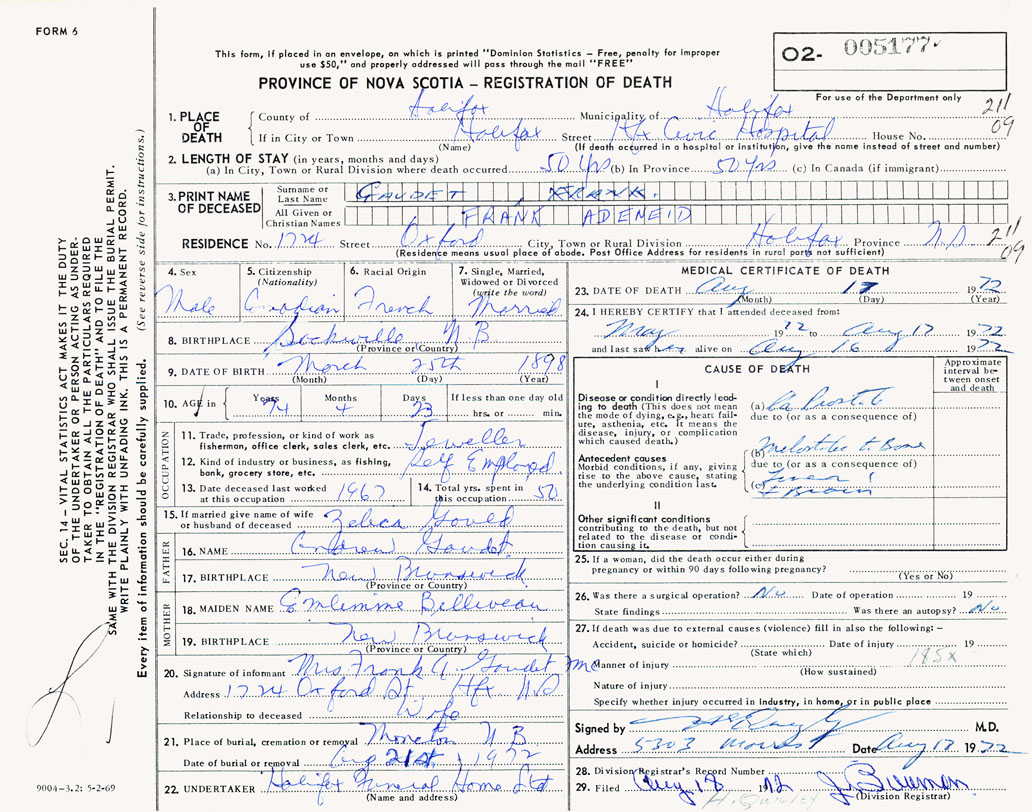 FORM 6
This form, if placed in an envelope, on which is printed "Dominion Statistics – Free, penalty for improper
use $50," and properly addressed will pass through the mail "FREE"
O2- 005177
PROVINCE OF NOVA SCOTIA – REGISTRATION OF DEATH
For use of the Department only
211
09
1. PLACE OF DEATH
County of Halifax Municipality of Halifax
If in City or Town Halifax Street Hfx Civic Hospital House No.
(Name) (If death occurred in a hospital or institution, give the name instead of street and number)
2. LENGTH OF STAY (in years, months and days)
(a) In City, Town or Rural Division where death occurred 50 Yrs (b) In Province 50 Yrs (c) In Canada (if immigrant)
3. PRINT NAME OF DECEASED
Surname or Last Name GAUDET, FRANK.
All Given or Christian Names FRANK ADENEID
RESIDENCE No. 1724 Street Oxford City, Town or Rural Division Halifax Province N.S
(Residence means usual place of abode. Post Office Address for residents in rural parts not sufficient)
211
09
4. Sex Male
5. Citizenship (Nationality) Canadian
6. Racial Origin French
7. Single, Married, Widowed or Divorced (write the word) Married
8. BIRTHPLACE Sackville, N B
(Province or Country)
9. DATE OF BIRTH March 25th 1898
(Month) (Day) (Year)
10. AGE in Years 74 Months 4 Days 23 If less than one day old hrs. or min.
OCCUPATION
11. Trade, profession, or kind of work as fisherman, office clerk, sales clerk, etc. Jeweller
12. Kind of industry or business, as fishing, bank, grocery store, etc. Self Employed
13. Date deceased last worked at this occupation 1967
14. Total yrs. spent in this occupation 50
15. If married give name of wife or husband of deceased Gould
FATHER
16. NAME Andrew Gaudet
17. BIRTHPLACE New Brunswick
(Province or Country)
MOTHER
18. MAIDEN NAME Belliveau
19. BIRTHPLACE New Brunswick
(Province or Country)
20. Signature of informant Mrs. Frank A. Gaudet
Address 1724 Oxford St, Hfx N.S
Relationship to deceased Wife
21. Place of burial, cremation or removal Moncton N B
Date of burial or removal Aug 21st 1972
22. UNDERTAKER Halifax Funeral Home Ltd
(Name and address)
MEDICAL CERTIFICATE OF DEATH
23. DATE OF DEATH Aug 17 1972
(Month) (Day) (Year)
24. I HEREBY CERTIFY that I attended deceased from:
May 1972 to Aug 17 1972
and last saw him alive on Aug 16 1972
CAUSE OF DEATH
Approximate interval between onset and death
I
Disease or condition directly leading to death (This does not mean the mode of dying, e.g., heart failure, asthenia, etc. It means the disease, injury, or complication which caused death.)
(a) Ca Prostate
due to (or as a consequence of)
Antecedent causes
Morbid conditions, if any, giving rise to the above cause, stating the underlying condition last.
(b) to Bone
due to (or as a consequence of)
(c) Liver
& Brain
II
Other significant conditions
contributing to the death, but not related to the disease or condition causing it.
25. If a woman, did the death occur either during pregnancy or within 90 days following pregnancy?
(Yes or No)
26. Was there a surgical operation? No Date of operation 19
State findings Was there an autopsy? No
27. If death was due to external causes (violence) fill in also the following: –
Accident, suicide or homicide? Date of injury 19
(State which)
185x
Manner of injury
(How sustained)
Nature of injury
Specify whether injury occurred in industry, in home, or in public place
Signed by M.D.
Address 5303 Morris St Date Aug 17 1972
28. Division Registrar's Record Number
29. Filed Aug 18 1972
(Division Registrar)
SEC. 14 – VITAL STATISTICS ACT MAKES IT THE DUTY
OF THE UNDERTAKER OR PERSON ACTING AS UNDER-
TAKER TO OBTAIN ALL THE PARTICULARS REQUIRED
IN THE "REGISTRATION OF DEATH" AND TO FILE THE
SAME WITH THE DIVISION REGISTRAR WHO SHALL ISSUE THE BURIAL PERMIT.
WRITE PLAINLY WITH UNFADING INK. THIS IS A PERMANENT RECORD.
Every item of information should be carefully supplied. (See reverse side for instructions.)
9004-3.2: 5-2-69